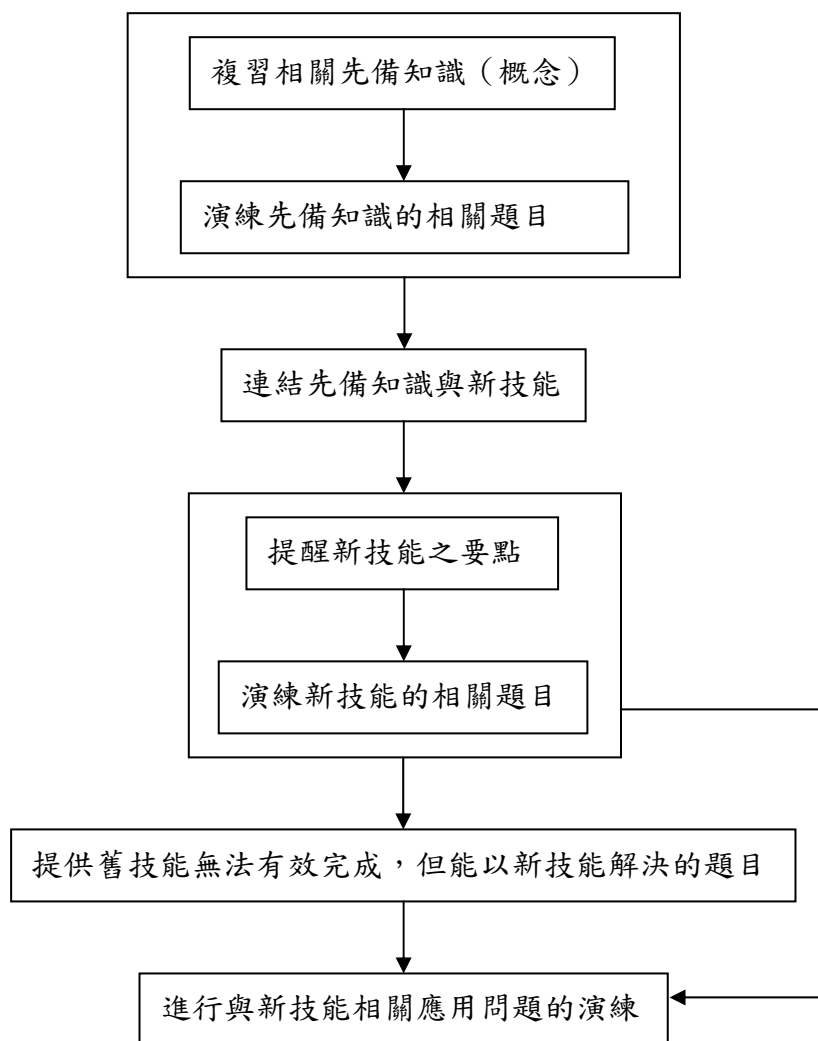 複習相關先備知識（概念）
演練先備知識的相關題目
連結先備知識與新技能
提醒新技能之要點
演練新技能的相關題目
提供舊技能無法有效完成，但能以新技能解決的題目
進行與新技能相關應用問題的演練